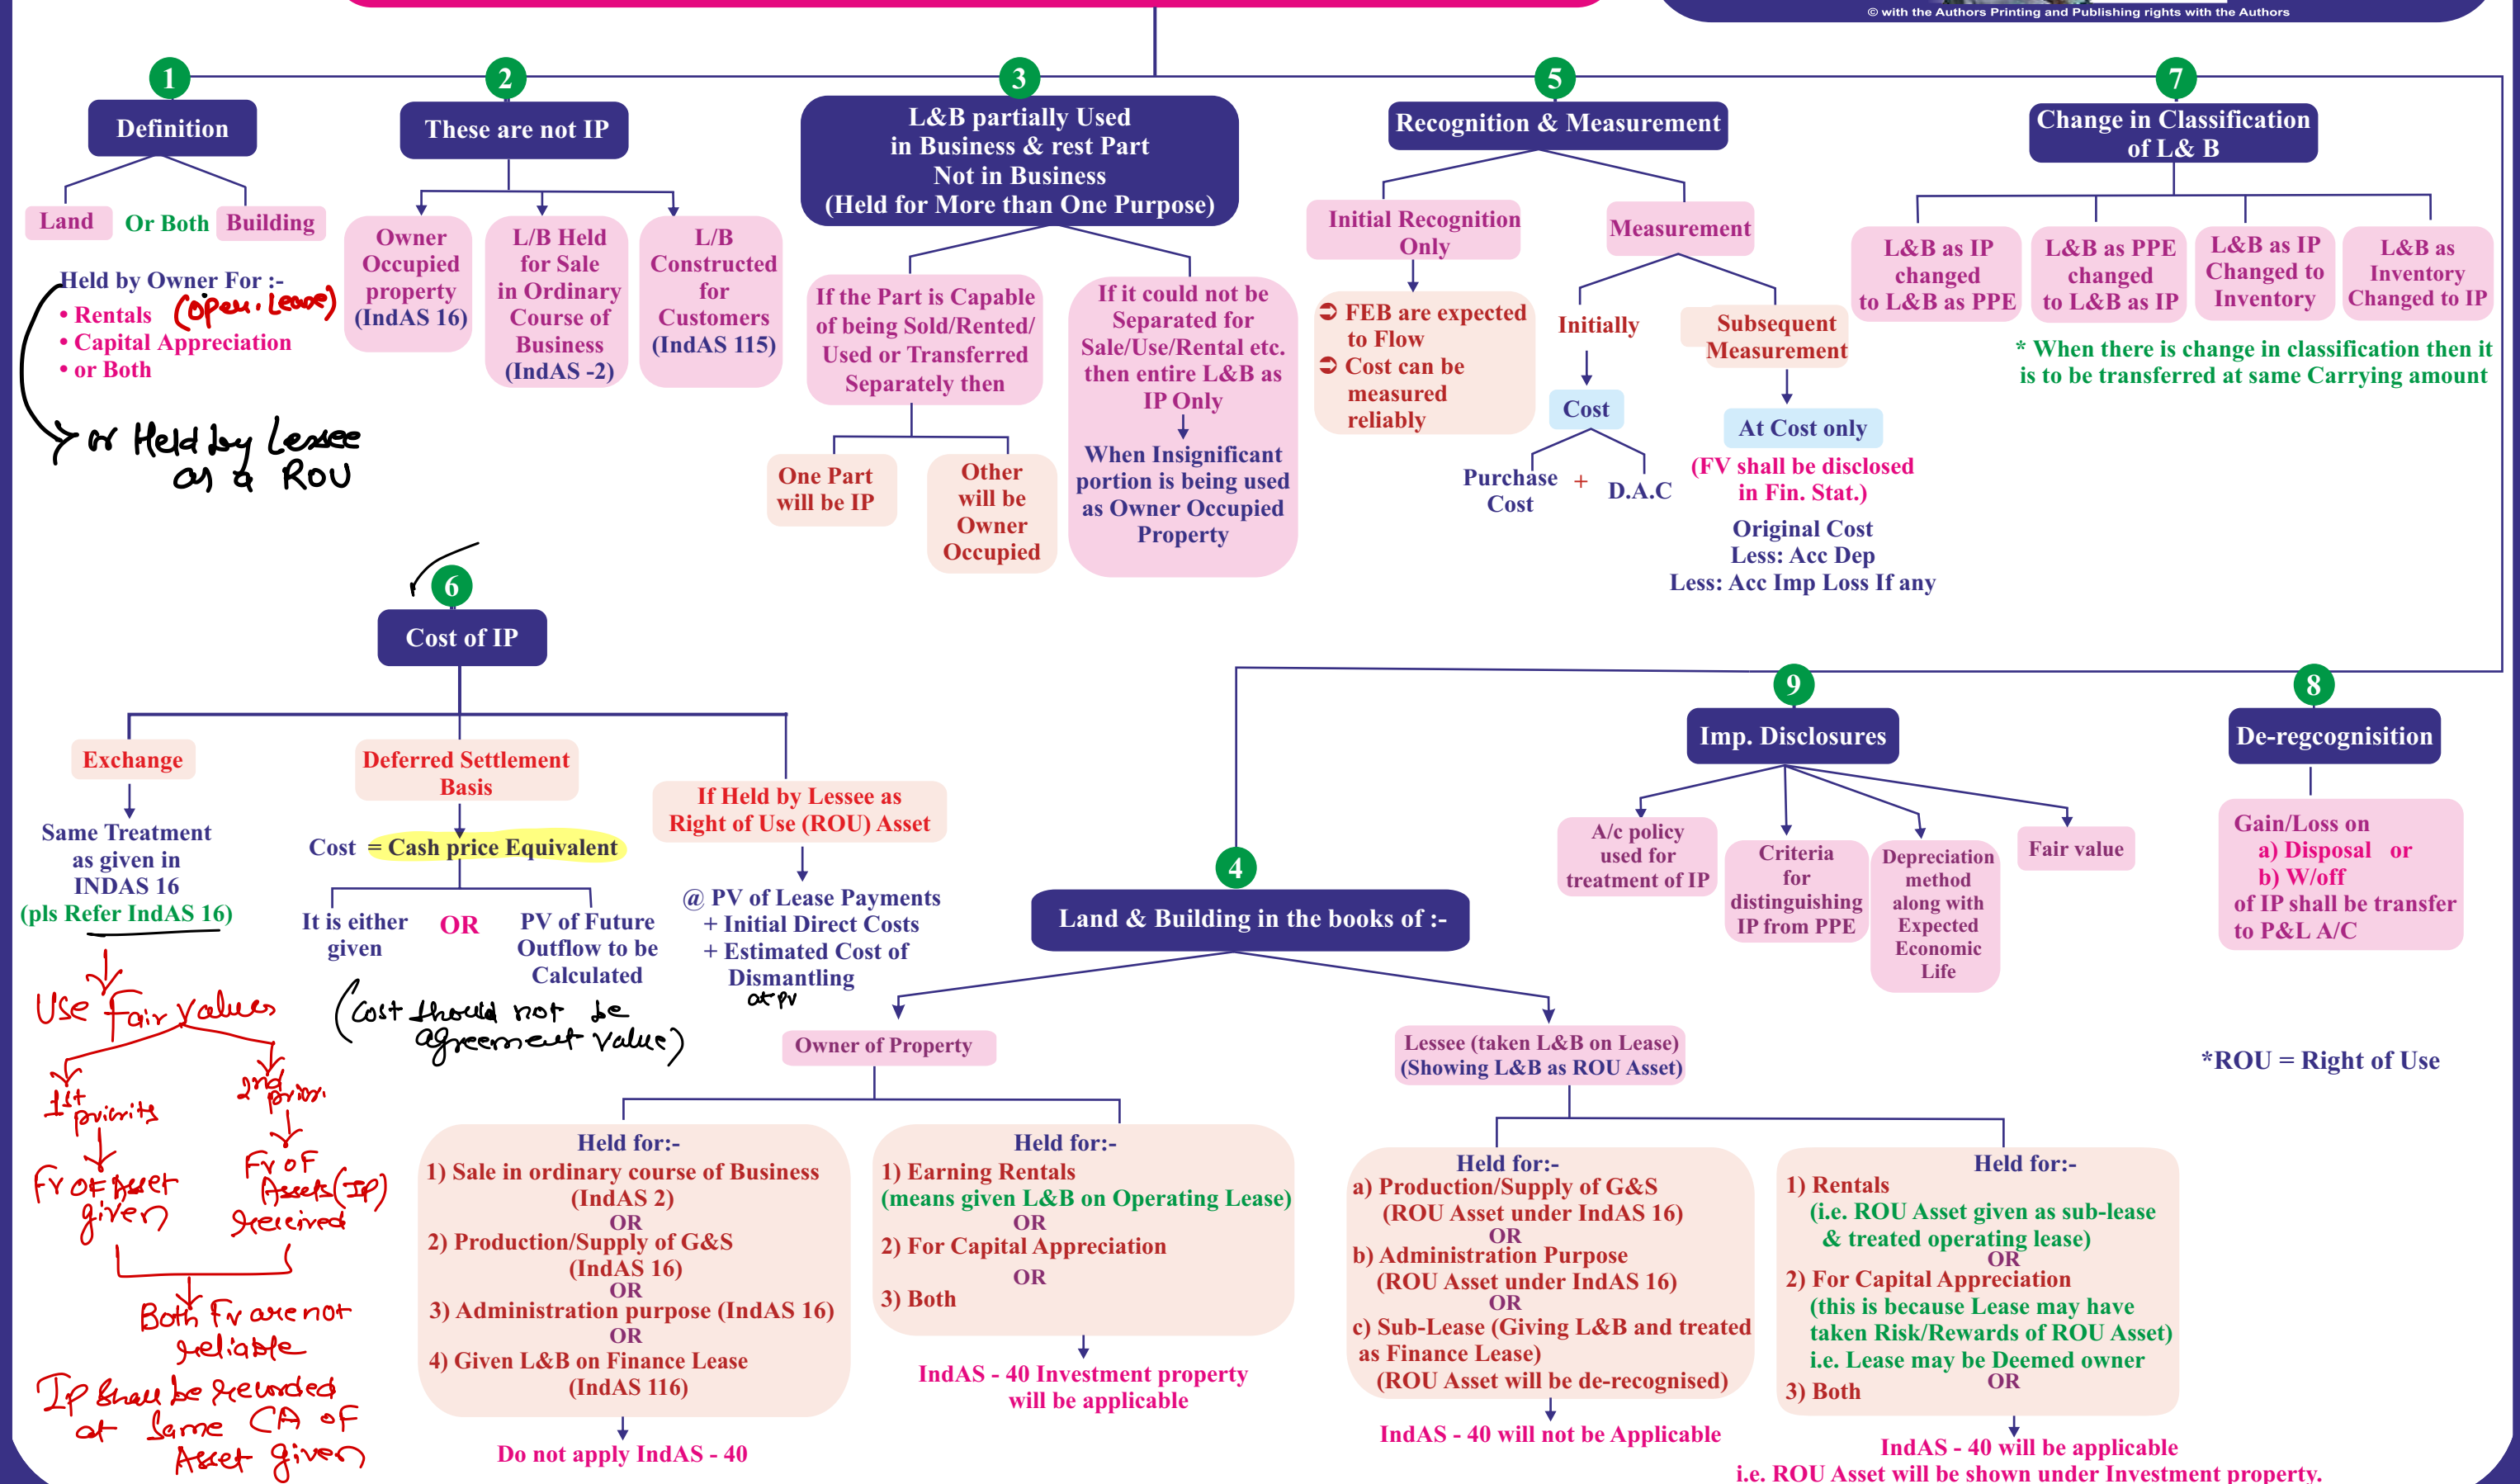 © with the Authors Printing and Publishing rights with the Authors
1
Definition
Land Or Both Building
Held by Owner For :-
• Rentals (Oper. Lease)
• Capital Appreciation
• or Both
or Held by Lessee
as a ROU
2
These are not IP
Owner
Occupied
property
(IndAS 16)
L/B Held
for Sale
in Ordinary
Course of
Business
(IndAS -2)
L/B
Constructed
for
Customers
(IndAS 115)
3
L&B partially Used
in Business & rest Part
Not in Business
(Held for More than One Purpose)
If the Part is Capable
of being Sold/Rented/
Used or Transferred
Separately then
One Part
will be IP
Other
will be
Owner
Occupied
If it could not be
Separated for
Sale/Use/Rental etc.
then entire L&B as
IP Only
When Insignificant
portion is being used
as Owner Occupied
Property
5
Recognition & Measurement
Initial Recognition
Only
➲ FEB are expected
to Flow
➲ Cost can be
measured
reliably
Measurement
Initially
Cost
Purchase
Cost
+ D.A.C
Subsequent
Measurement
At Cost only
(FV shall be disclosed
in Fin. Stat.)
Original Cost
Less: Acc Dep
Less: Acc Imp Loss If any
7
Change in Classification
of L& B
L&B as IP
changed
to L&B as PPE
L&B as PPE
changed
to L&B as IP
L&B as IP
Changed to
Inventory
L&B as
Inventory
Changed to IP
* When there is change in classification then it
is to be transferred at same Carrying amount
6
Cost of IP
Exchange
Same Treatment
as given in
INDAS 16
(pls Refer IndAS 16)
Use Fair Values
1st
priority
FV OF Asset
given
2nd
priori.
FV OF
Assets (IP)
received
Both FV are not
reliable
IP shall be recorded
at same CA OF
Asset given
Deferred Settlement
Basis
Cost = Cash price Equivalent
It is either
given
OR
PV of Future
Outflow to be
Calculated
(Cost should not be
agreement value)
If Held by Lessee as
Right of Use (ROU) Asset
@ PV of Lease Payments
+ Initial Direct Costs
+ Estimated Cost of
Dismantling
at PV
4
Land & Building in the books of :-
Owner of Property
Held for:-
1) Sale in ordinary course of Business
(IndAS 2)
OR
2) Production/Supply of G&S
(IndAS 16)
OR
3) Administration purpose (IndAS 16)
OR
4) Given L&B on Finance Lease
(IndAS 116)
Do not apply IndAS - 40
Held for:-
1) Earning Rentals
(means given L&B on Operating Lease)
OR
2) For Capital Appreciation
OR
3) Both
IndAS - 40 Investment property
will be applicable
Lessee (taken L&B on Lease)
(Showing L&B as ROU Asset)
Held for:-
a) Production/Supply of G&S
(ROU Asset under IndAS 16)
OR
b) Administration Purpose
(ROU Asset under IndAS 16)
OR
c) Sub-Lease (Giving L&B and treated
as Finance Lease)
(ROU Asset will be de-recognised)
IndAS - 40 will not be Applicable
Held for:-
1) Rentals
(i.e. ROU Asset given as sub-lease
& treated operating lease)
OR
2) For Capital Appreciation
(this is because Lease may have
taken Risk/Rewards of ROU Asset)
i.e. Lease may be Deemed owner
OR
3) Both
IndAS - 40 will be applicable
i.e. ROU Asset will be shown under Investment property.
9
Imp. Disclosures
A/c policy
used for
treatment of IP
Criteria
for
distinguishing
IP from PPE
Depreciation
method
along with
Expected
Economic
Life
Fair value
8
De-regcognisition
Gain/Loss on
a) Disposal or
b) W/off
of IP shall be transfer
to P&L A/C
*ROU = Right of Use